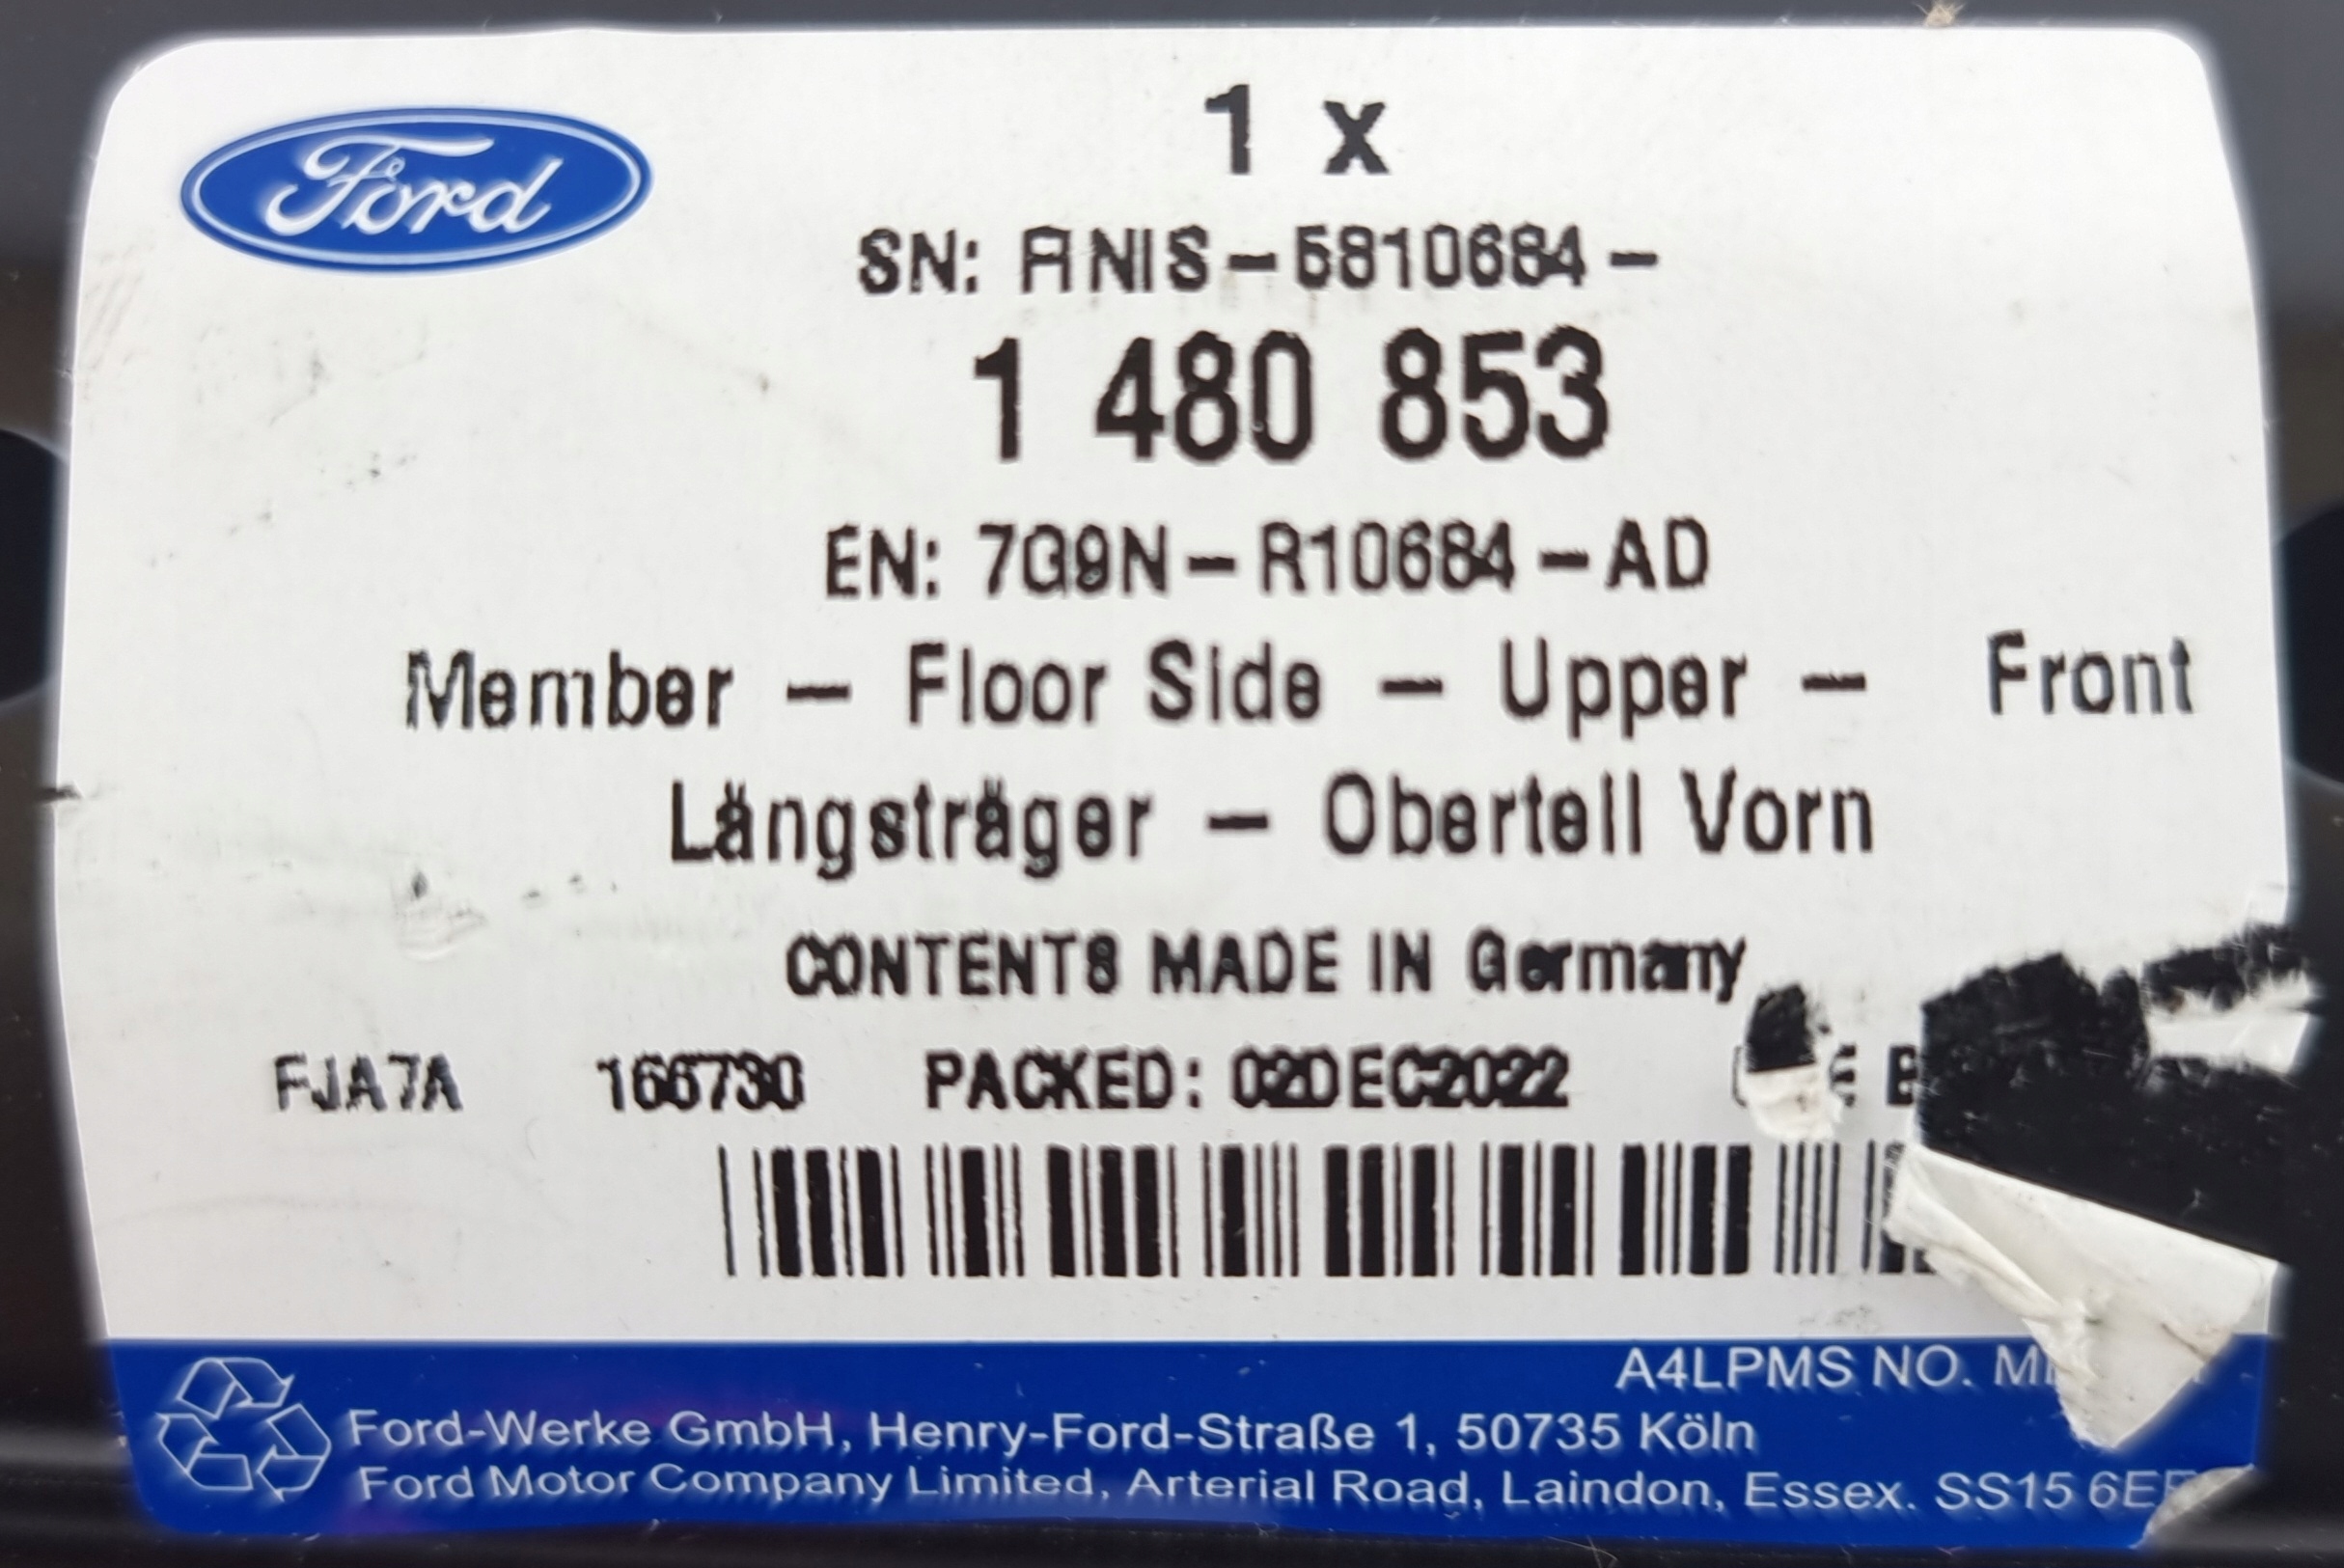 Ford
1 x
SN: FINIS-5810684-
1 480 853
EN: 7G9N-R10684-AD
Member - Floor Side - Upper - Front
Längsträger - Oberteil Vorn
CONTENTS MADE IN Germany
FJA7A 166730 PACKED: 02DEC2022
A4LPMS NO.
Ford-Werke GmbH, Henry-Ford-Straße 1, 50735 Köln
Ford Motor Company Limited, Arterial Road, Laindon, Essex. SS15